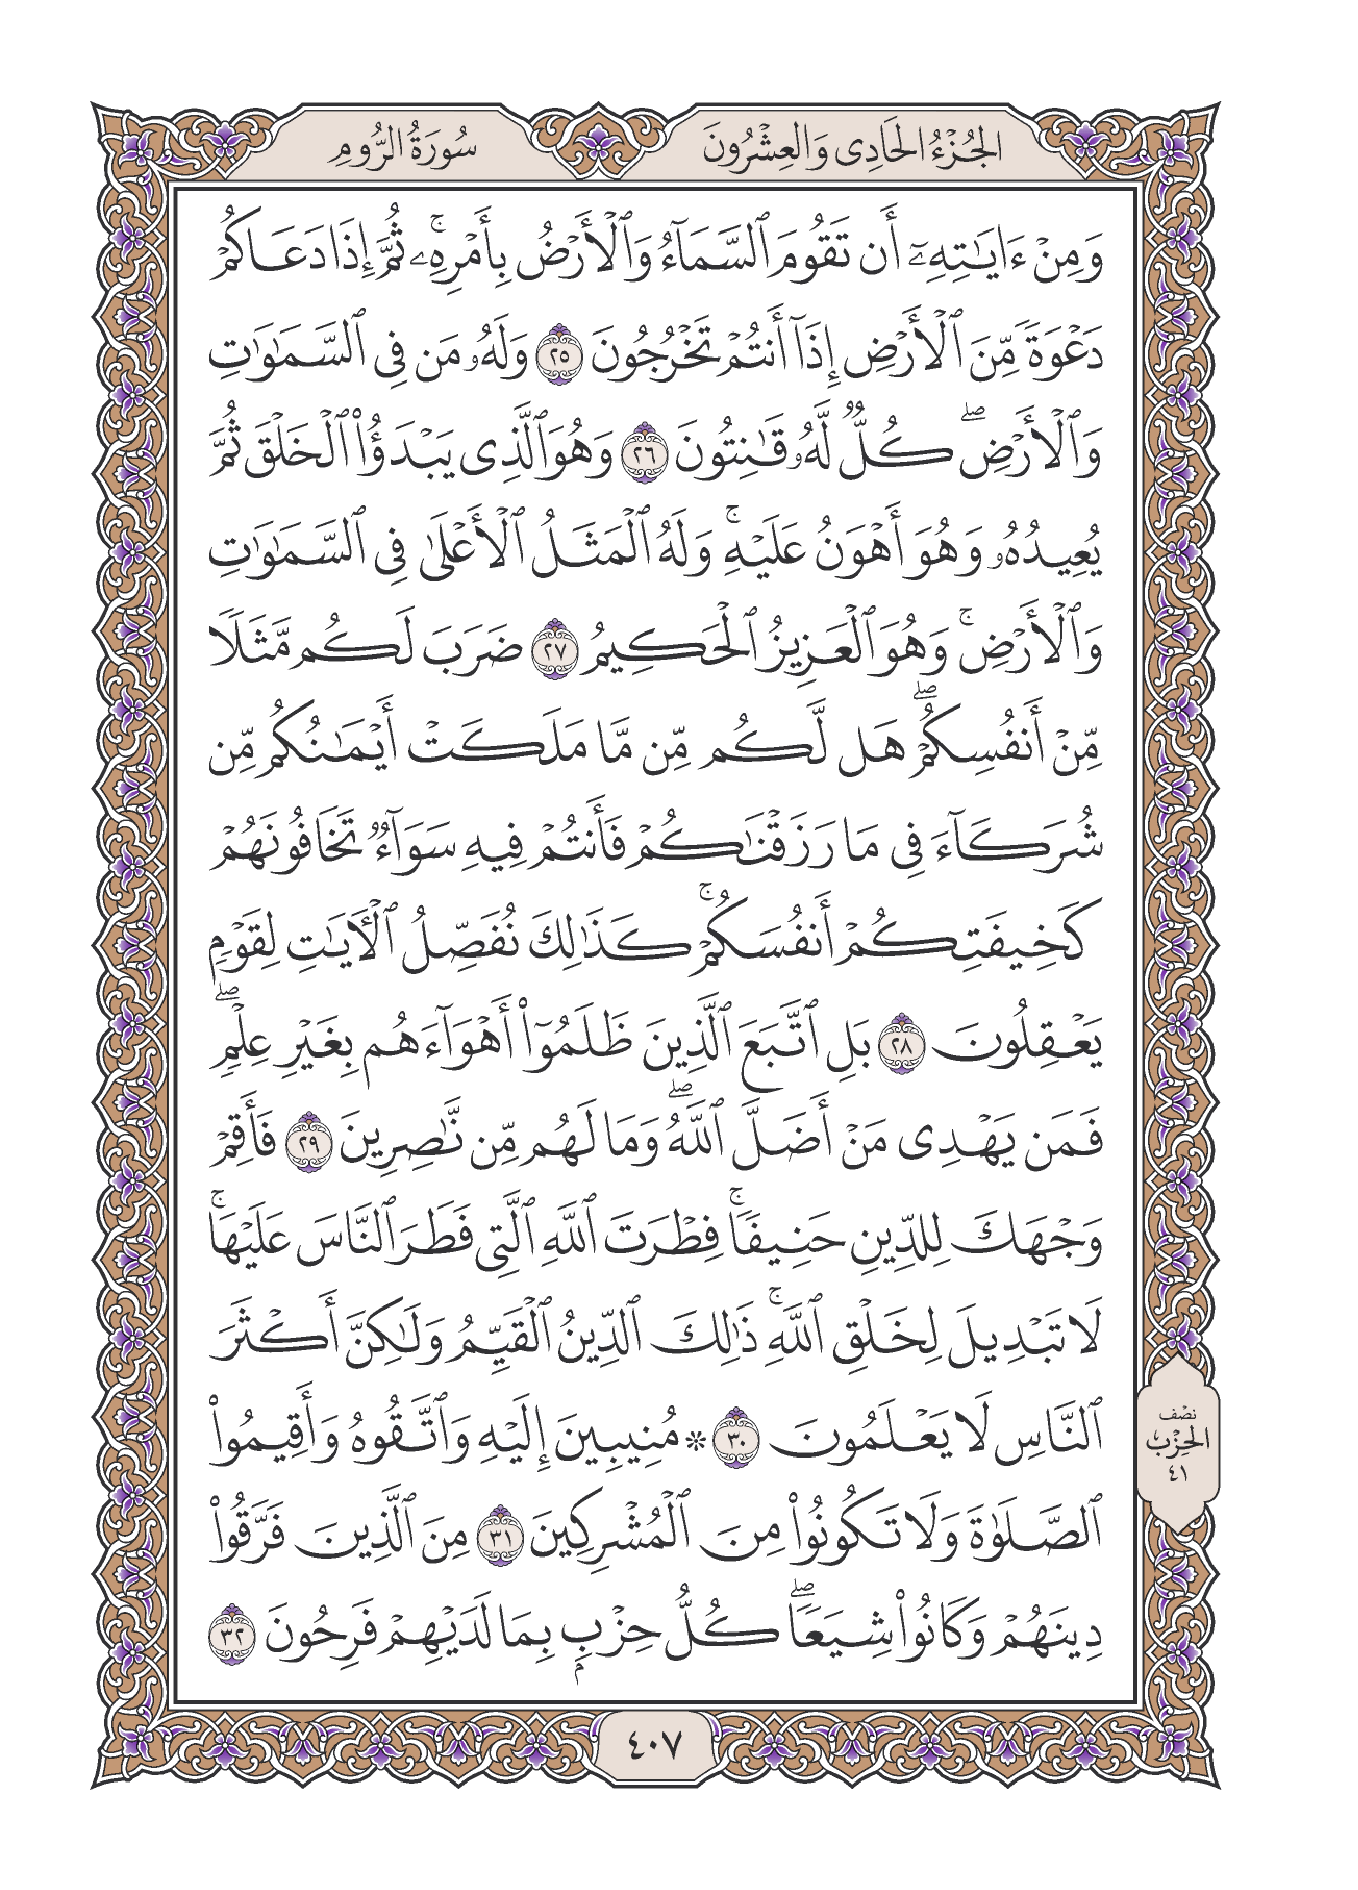 الجُزْءُ الحَادِى وَالعِشْرُونَ
سُورَةُ الرُّومِ
وَمِنْ ءَايَٰتِهِۦٓ أَن تَقُومَ ٱلسَّمَآءُ وَٱلْأَرْضُ بِأَمْرِهِۦۚ ثُمَّ إِذَا دَعَاكُمْ
دَعْوَةً مِّنَ ٱلْأَرْضِ إِذَآ أَنتُمْ تَخْرُجُونَ ٢٥ وَلَهُۥ مَن فِى ٱلسَّمَٰوَٰتِ
وَٱلْأَرْضِۖ كُلٌّ لَّهُۥ قَٰنِتُونَ ٢٦ وَهُوَ ٱلَّذِى يَبْدَؤُا۟ ٱلْخَلْقَ ثُمَّ
يُعِيدُهُۥ وَهُوَ أَهْوَنُ عَلَيْهِۚ وَلَهُ ٱلْمَثَلُ ٱلْأَعْلَىٰ فِى ٱلسَّمَٰوَٰتِ
وَٱلْأَرْضِۚ وَهُوَ ٱلْعَزِيزُ ٱلْحَكِيمُ ٢٧ ضَرَبَ لَكُم مَّثَلًا
مِّنْ أَنفُسِكُمْۖ هَل لَّكُم مِّن مَّا مَلَكَتْ أَيْمَٰنُكُم مِّن
شُرَكَآءَ فِى مَا رَزَقْنَٰكُمْ فَأَنتُمْ فِيهِ سَوَآءٌ تَخَافُونَهُمْ
كَخِيفَتِكُمْ أَنفُسَكُمْۚ كَذَٰلِكَ نُفَصِّلُ ٱلْءَايَٰتِ لِقَوْمٍ
يَعْقِلُونَ ٢٨ بَلِ ٱتَّبَعَ ٱلَّذِينَ ظَلَمُوٓا۟ أَهْوَآءَهُم بِغَيْرِ عِلْمٍۖ
فَمَن يَهْدِى مَنْ أَضَلَّ ٱللَّهُۖ وَمَا لَهُم مِّن نَّٰصِرِينَ ٢٩ فَأَقِمْ
وَجْهَكَ لِلدِّينِ حَنِيفًاۚ فِطْرَتَ ٱللَّهِ ٱلَّتِى فَطَرَ ٱلنَّاسَ عَلَيْهَاۚ
لَا تَبْدِيلَ لِخَلْقِ ٱللَّهِۚ ذَٰلِكَ ٱلدِّينُ ٱلْقَيِّمُ وَلَٰكِنَّ أَكْثَرَ
ٱلنَّاسِ لَا يَعْلَمُونَ ٣٠ ۞ مُنِيبِينَ إِلَيْهِ وَٱتَّقُوهُ وَأَقِيمُوا۟
ٱلصَّلَوٰةَ وَلَا تَكُونُوا۟ مِنَ ٱلْمُشْرِكِينَ ٣١ مِنَ ٱلَّذِينَ فَرَّقُوا۟
دِينَهُمْ وَكَانُوا۟ شِيَعًاۖ كُلُّ حِزْبٍۭ بِمَا لَدَيْهِمْ فَرِحُونَ ٣٢
نصْف
الحِزْب
٤١
٤٠٧